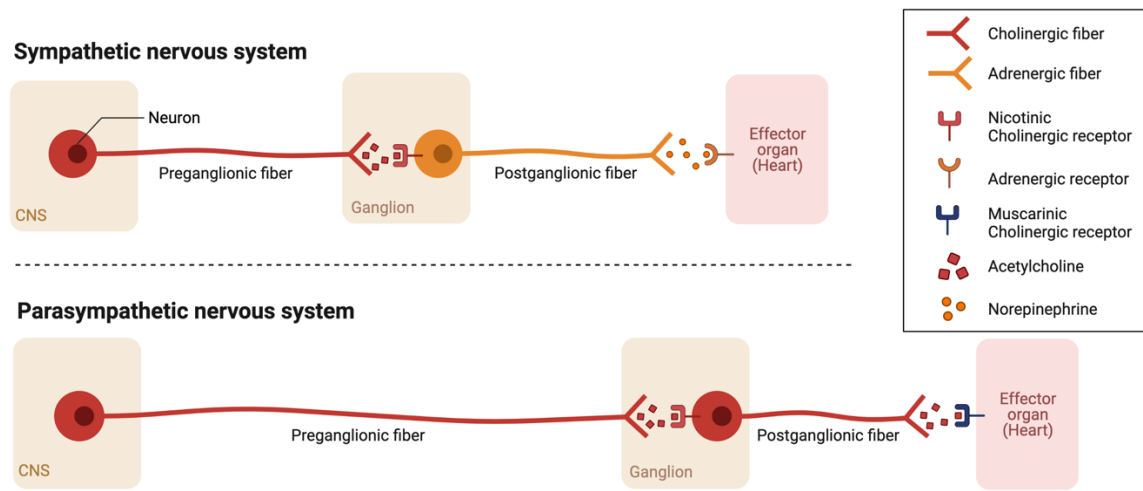 Sympathetic nervous system
Neuron
Preganglionic fiber
CNS
Ganglion
Postganglionic fiber
Effector
organ
(Heart)
Cholinergic fiber
Adrenergic fiber
Nicotinic
Cholinergic receptor
Adrenergic receptor
Muscarinic
Cholinergic receptor
Acetylcholine
Norepinephrine
Parasympathetic nervous system
Preganglionic fiber
CNS
Ganglion
Postganglionic fiber
Effector
organ
(Heart)